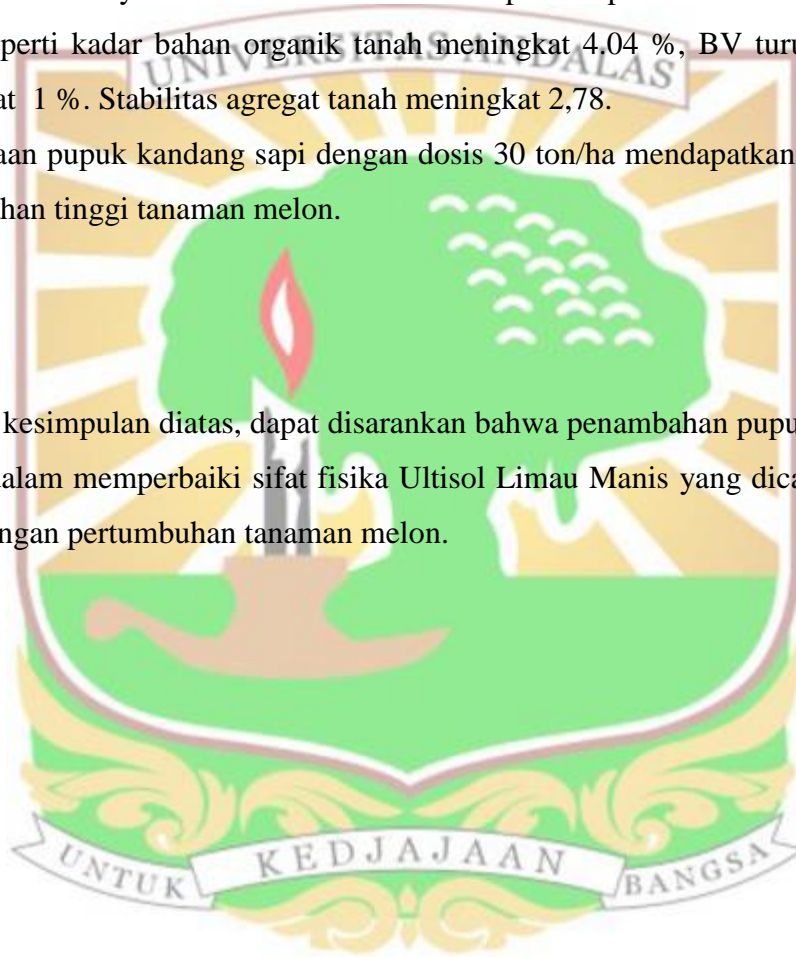 perti kadar bahan organik tanah meningkat 4,04 %, BV turu
UNIVERSITAS ANDALAS
at 1 %. Stabilitas agregat tanah meningkat 2,78.
aan pupuk kandang sapi dengan dosis 30 ton/ha mendapatkan
han tinggi tanaman melon.
kesimpulan diatas, dapat disarankan bahwa penambahan pupu
dalam memperbaiki sifat fisika Ultisol Limau Manis yang dica
ngan pertumbuhan tanaman melon.
UNTUK KEDJAJAAN BANGSA